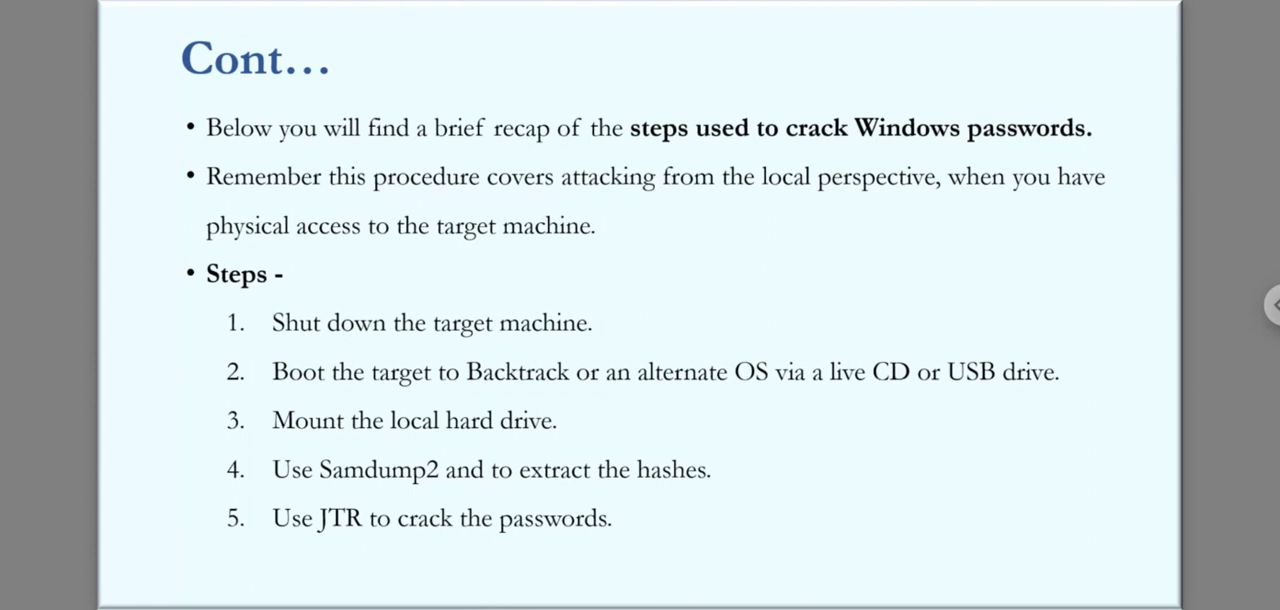 Cont…
• Below you will find a brief recap of the steps used to crack Windows passwords.
• Remember this procedure covers attacking from the local perspective, when you have
physical access to the target machine.
• Steps -
1. Shut down the target machine.
2. Boot the target to Backtrack or an alternate OS via a live CD or USB drive.
3. Mount the local hard drive.
4. Use Samdump2 and to extract the hashes.
5. Use JTR to crack the passwords.